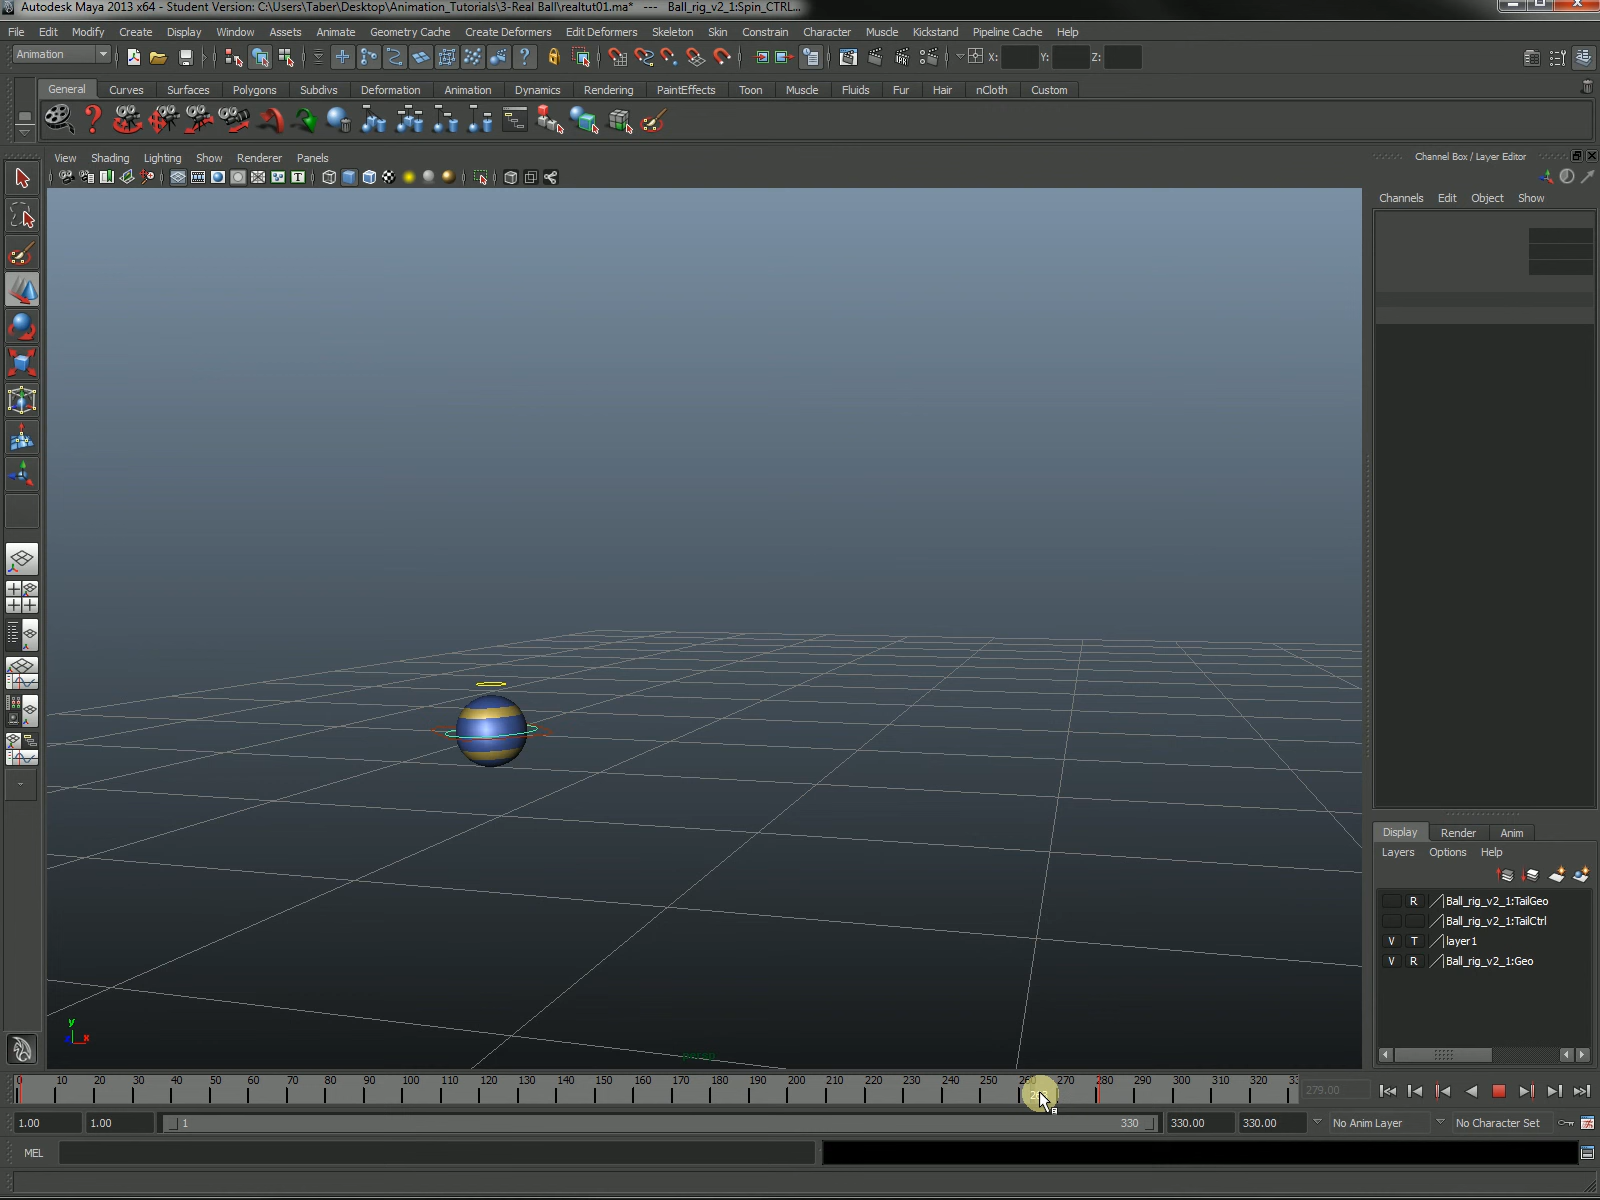 Autodesk Maya 2013 x64 - Student Version: C:\Users\Taber\Desktop\Animation_Tutorials\3-Real Ball\realtut01.ma* --- Ball_rig_v2_1:Spin_CTRL...
File Edit Modify Create Display Window Assets Animate Geometry Cache Create Deformers Edit Deformers Skeleton Skin Constrain Character Muscle Kickstand Pipeline Cache Help
Animation X: Y: Z:
General Curves Surfaces Polygons Subdivs Deformation Animation Dynamics Rendering PaintEffects Toon Muscle Fluids Fur Hair nCloth Custom
View Shading Lighting Show Renderer Panels
Channel Box / Layer Editor
Channels Edit Object Show
Display Render Anim
Layers Options Help
R Ball_rig_v2_1:TailGeo
Ball_rig_v2_1:TailCtrl
V T layer1
V R Ball_rig_v2_1:Geo
y
x
persp
0 10 20 30 40 50 60 70 80 90 100 110 120 130 140 150 160 170 180 190 200 210 220 230 240 250 260 270 280 290 300 310 320 279.00
1.00 1.00 1 330 330.00 330.00 No Anim Layer No Character Set
MEL